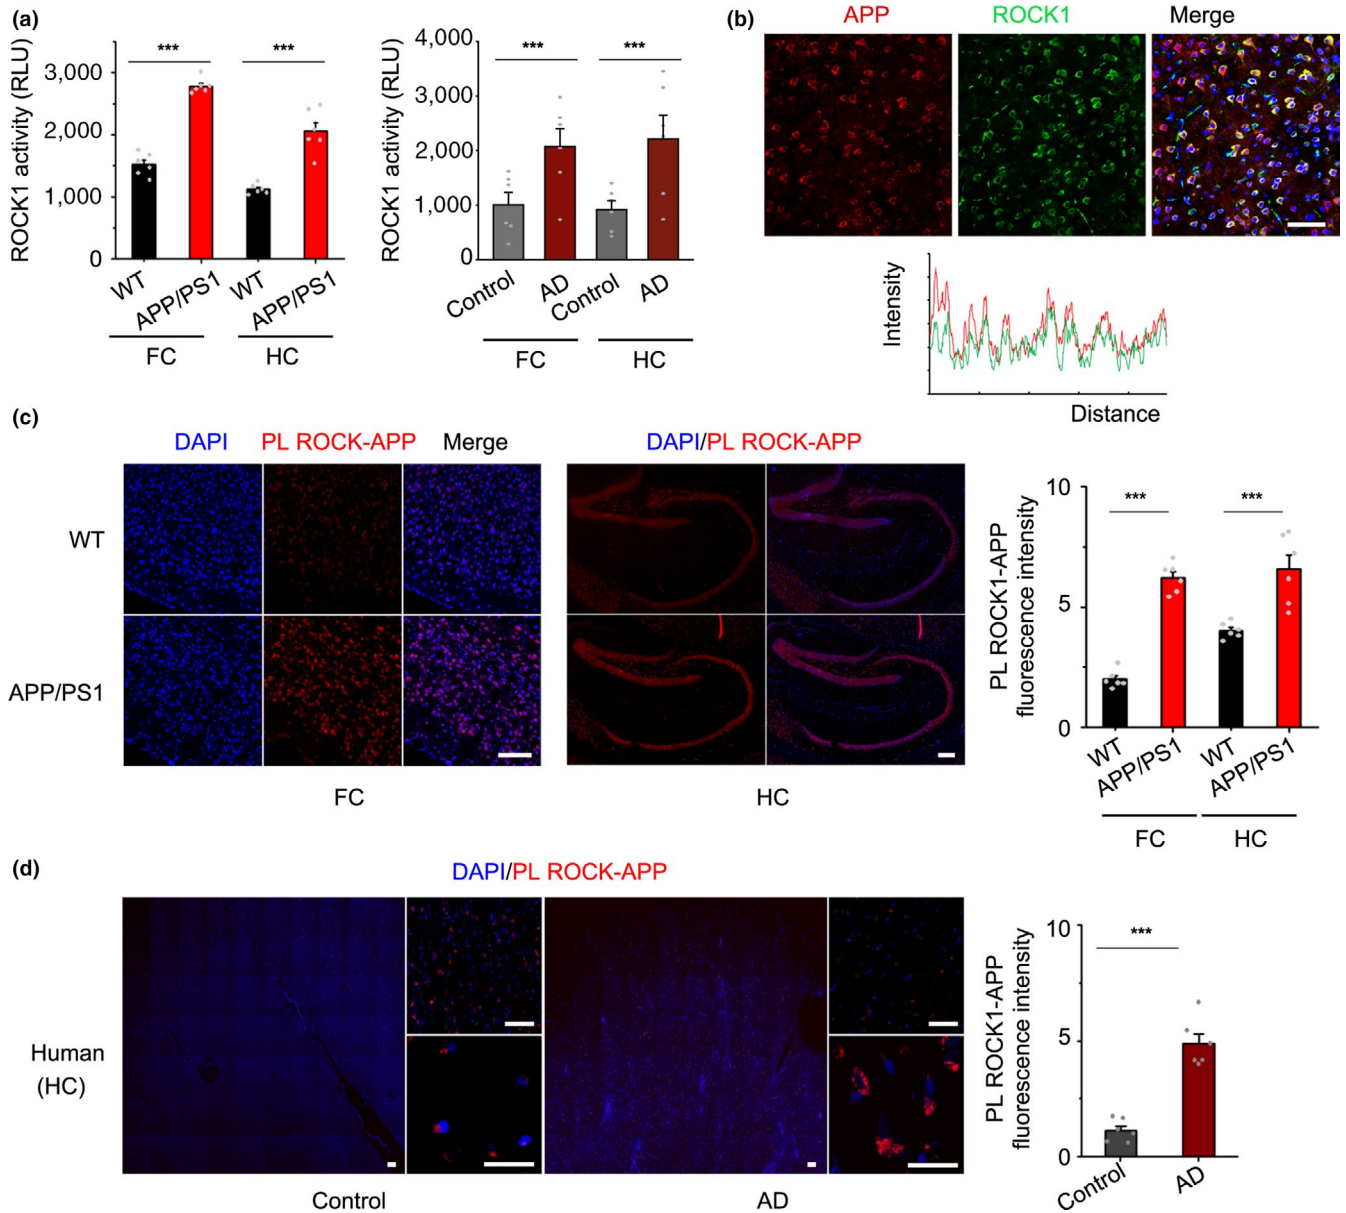 (a)
ROCK1 activity (RLU)
3,000
2,000
1,000
0
***
***
WT
APP/PS1
WT
APP/PS1
FC
HC
ROCK1 activity (RLU)
4,000
3,000
2,000
1,000
0
***
***
Control
AD
Control
AD
FC
HC
(b)
APP
ROCK1
Merge
Intensity
Distance
(c)
DAPI
PL ROCK-APP
Merge
DAPI/PL ROCK-APP
WT
APP/PS1
FC
HC
PL ROCK1-APP
fluorescence intensity
10
5
0
***
***
WT
APP/PS1
WT
APP/PS1
FC
HC
(d)
DAPI/PL ROCK-APP
Human
(HC)
Control
AD
PL ROCK1-APP
fluorescence intensity
10
5
0
***
Control
AD